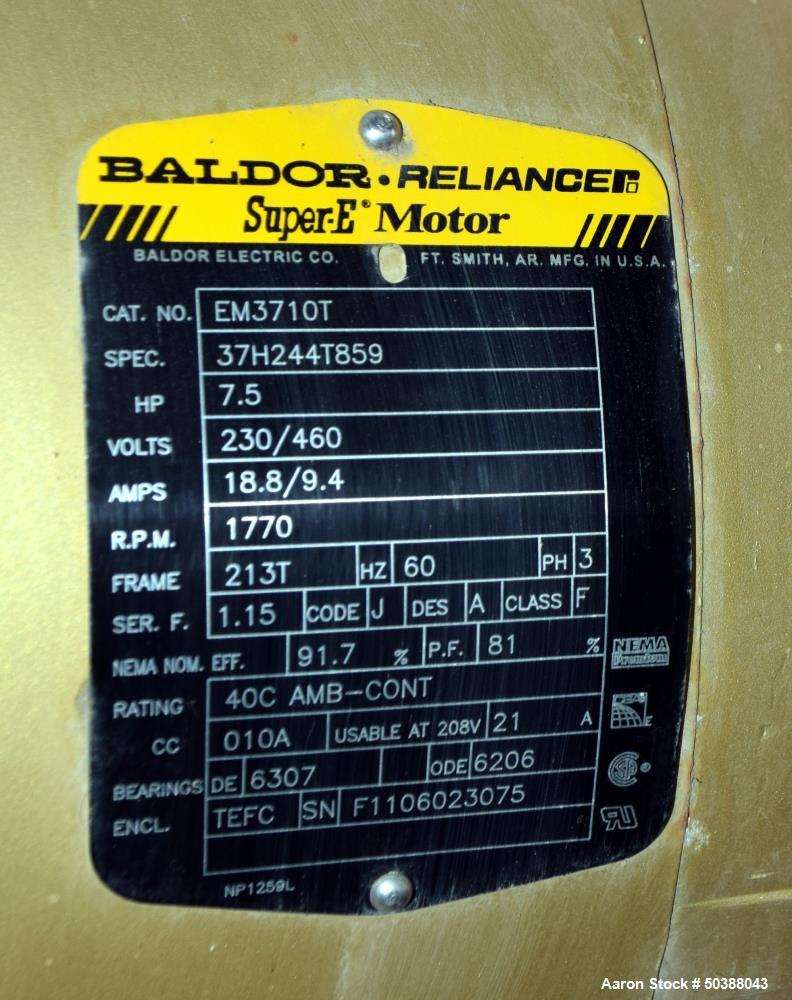 BALDOR • RELIANCE
Super-E® Motor
BALDOR ELECTRIC CO. FT. SMITH, AR. MFG. IN U.S.A.
CAT. NO. EM3710T
SPEC. 37H244T859
HP 7.5
VOLTS 230/460
AMPS 18.8/9.4
R.P.M. 1770
FRAME 213T HZ 60 PH 3
SER. F. 1.15 CODE J DES A CLASS F
NEMA NOM. EFF. 91.7 % P.F. 81 % NEMA Premium
RATING 40C AMB-CONT
CC 010A USABLE AT 208V 21 A
BEARINGS DE 6307 ODE 6206
ENCL. TEFC SN F1106023075
NP1259L
Aaron Stock # 50388043